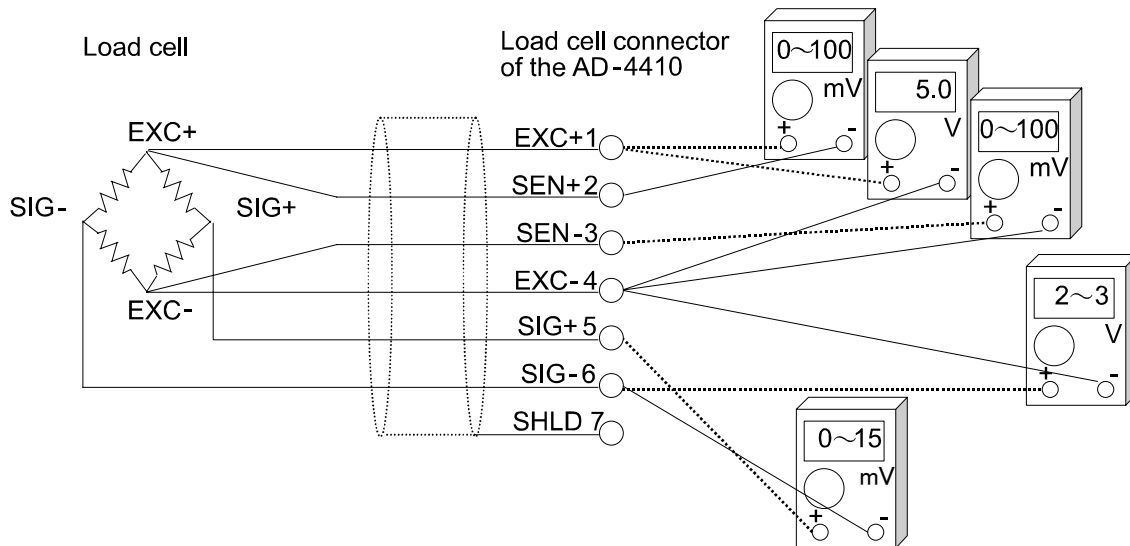 Load cell
Load cell connector
of the AD-4410
EXC+
SIG-
SIG+
EXC-
EXC+1
SEN+2
SEN-3
EXC-4
SIG+5
SIG-6
SHLD 7
0~100
mV
+ -
5.0
V
+ -
0~100
mV
+ -
2~3
V
+ -
0~15
mV
+ -